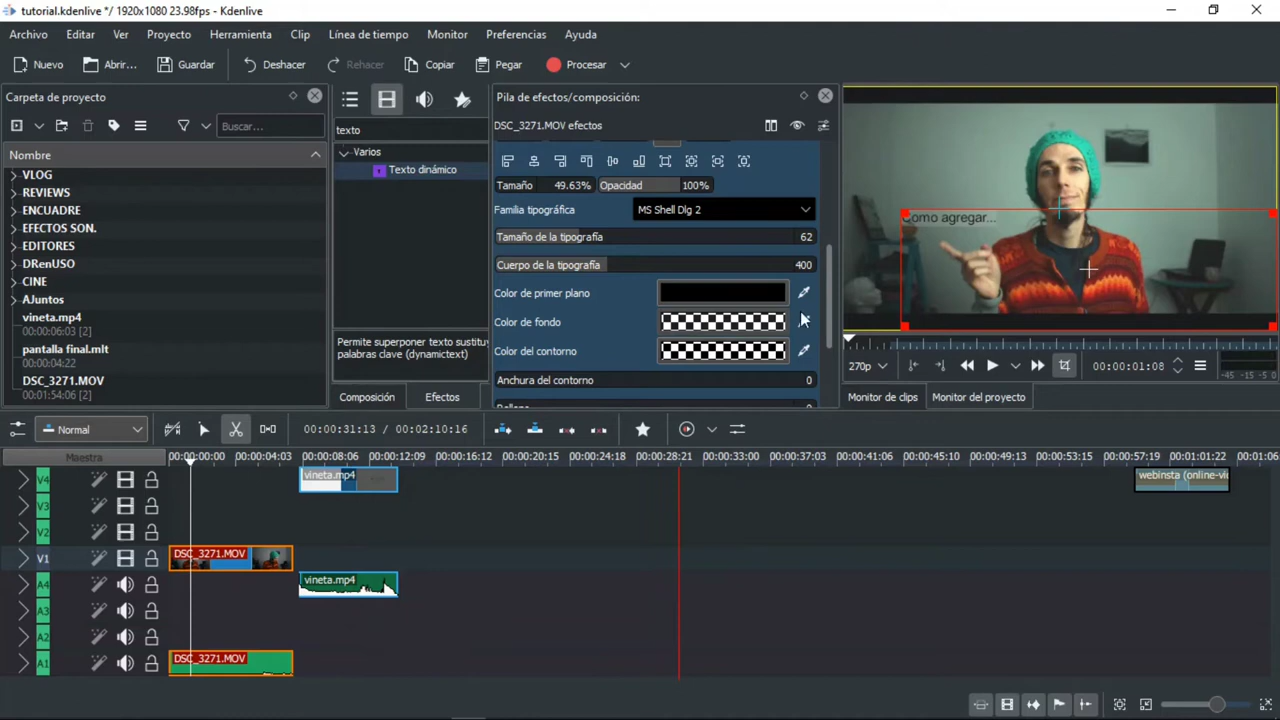 tutorial.kdenlive */ 1920x1080 23.98fps - Kdenlive
Archivo Editar Ver Proyecto Herramienta Clip Línea de tiempo Monitor Preferencias Ayuda
Nuevo Abrir... Guardar Deshacer Rehacer Copiar Pegar Procesar
Carpeta de proyecto
Buscar...
Nombre
VLOG
REVIEWS
ENCUADRE
EFECTOS SON.
EDITORES
DRenUSO
CINE
AJuntos
vineta.mp4
00:00:06:03 [2]
pantalla final.mlt
00:00:04:22
DSC_3271.MOV
00:01:54:06 [2]
texto
Varios
Texto dinámico
Permite superponer texto sustituy
palabras clave (dynamictext)
Composición Efectos
Pila de efectos/composición:
DSC_3271.MOV efectos
Tamaño 49.63% Opacidad 100%
Familia tipográfica MS Shell Dlg 2
Tamaño de la tipografía 62
Cuerpo de la tipografía 400
Color de primer plano
Color de fondo
Color del contorno
Anchura del contorno 0
Como agregar...
270p 00:00:01:08 -45 -15 -5
Monitor de clips Monitor del proyecto
Normal 00:00:31:13 / 00:02:10:16
Maestra 00:00:00:00 00:00:04:03 00:00:08:06 00:00:12:09 00:00:16:12 00:00:20:15 00:00:24:18 00:00:28:21 00:00:33:00 00:00:37:03 00:00:41:06 00:00:45:10 00:00:49:13 00:00:53:15 00:00:57:19 00:01:01:22 00:01:06
V4 vineta.mp4 webinsta (online-vid
V3
V2
V1 DSC_3271.MOV
A4 vineta.mp4
A3
A2
A1 DSC_3271.MOV